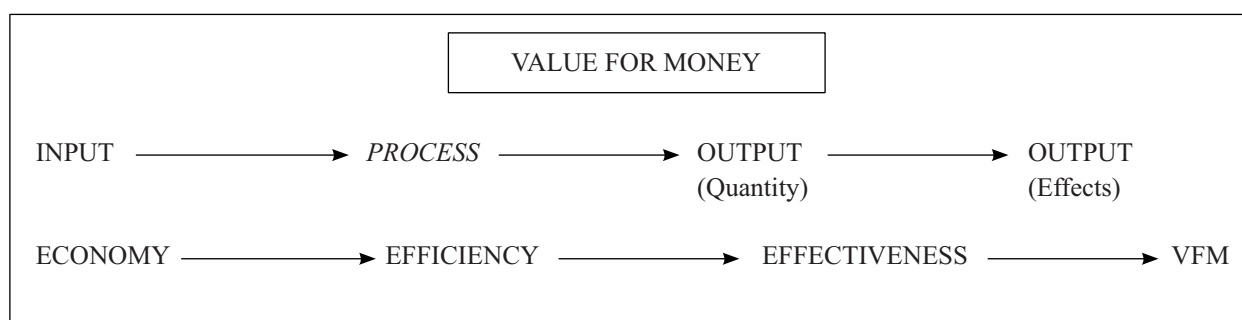 VALUE FOR MONEY
INPUT PROCESS OUTPUT OUTPUT
(Quantity) (Effects)
ECONOMY EFFICIENCY EFFECTIVENESS VFM